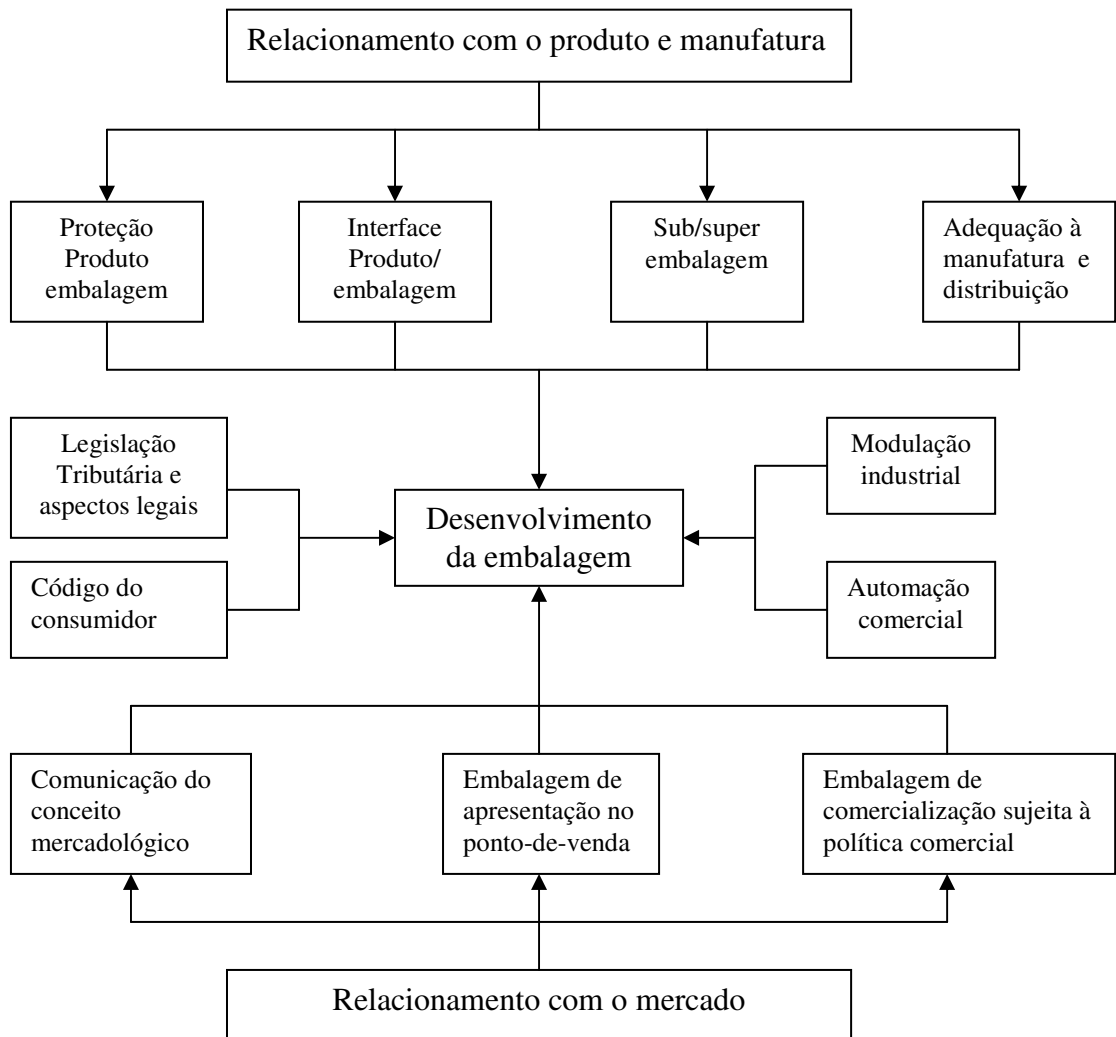 Relacionamento com o produto e manufatura
Proteção
Produto
embalagem
Interface
Produto/
embalagem
Sub/super
embalagem
Adequação à
manufatura e
distribuição
Legislação
Tributária e
aspectos legais
Modulação
industrial
Desenvolvimento
da embalagem
Código do
consumidor
Automação
comercial
Comunicação do
conceito
mercadológico
Embalagem de
apresentação no
ponto-de-venda
Embalagem de
comercialização sujeita à
política comercial
Relacionamento com o mercado